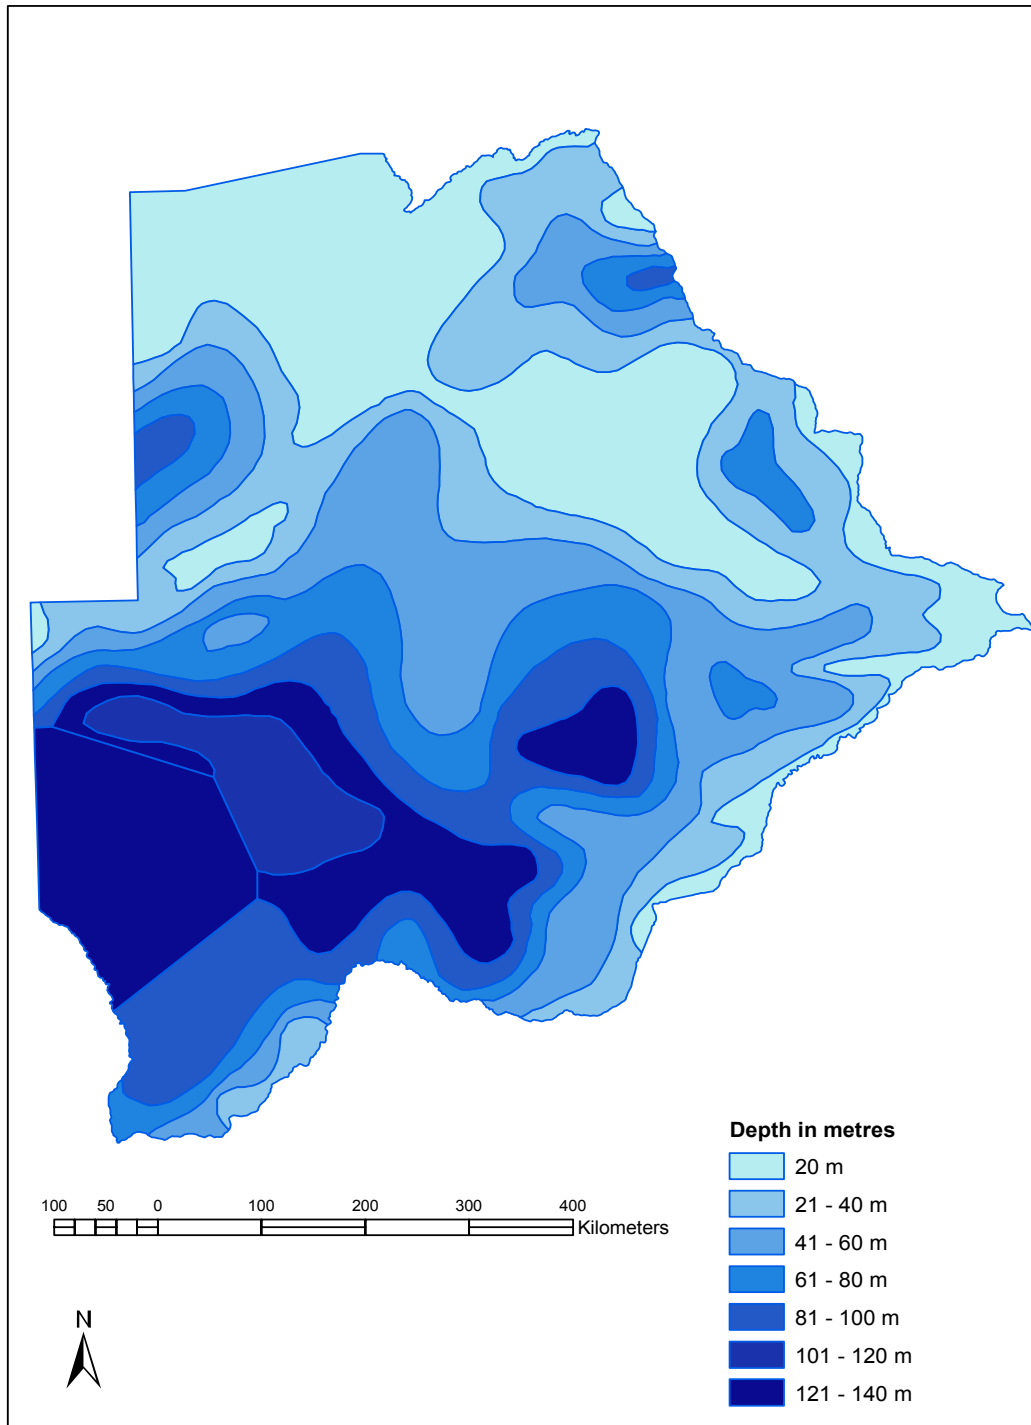 Depth in metres
20 m
21 - 40 m
41 - 60 m
61 - 80 m
81 - 100 m
101 - 120 m
121 - 140 m
100 50 0 100 200 300 400
Kilometers
N